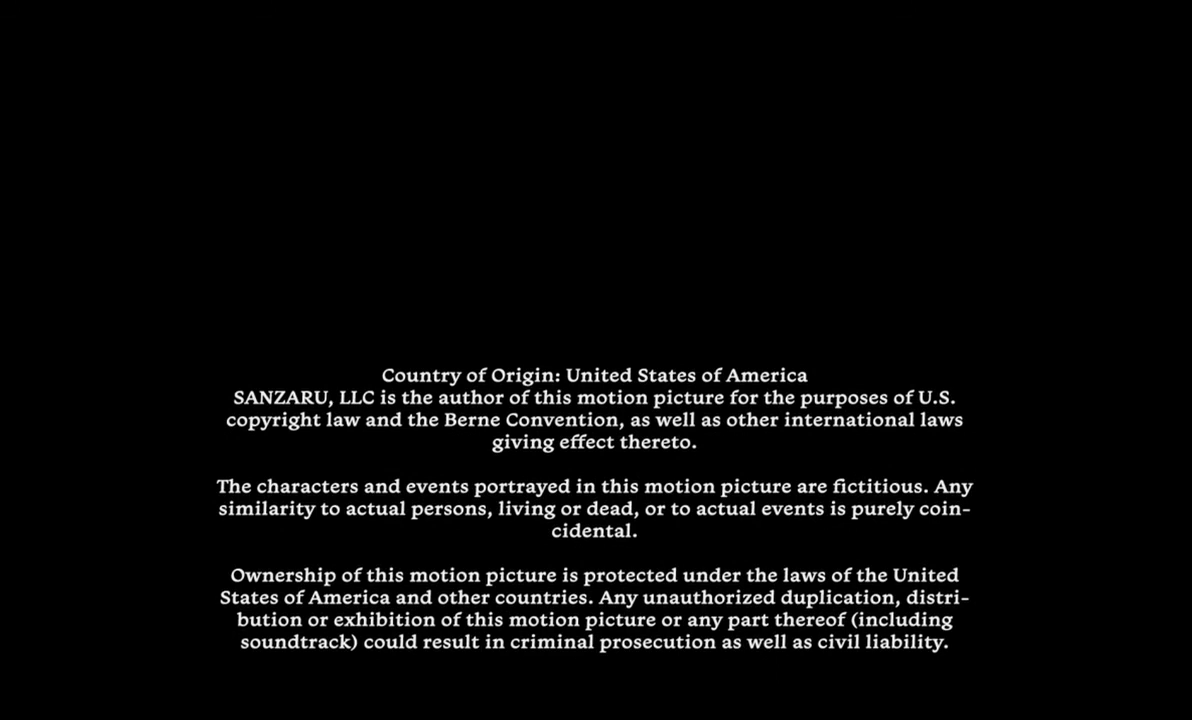 Country of Origin: United States of America
SANZARU, LLC is the author of this motion picture for the purposes of U.S.
copyright law and the Berne Convention, as well as other international laws
giving effect thereto.
The characters and events portrayed in this motion picture are fictitious. Any
similarity to actual persons, living or dead, or to actual events is purely coin-
cidental.
Ownership of this motion picture is protected under the laws of the United
States of America and other countries. Any unauthorized duplication, distri-
bution or exhibition of this motion picture or any part thereof (including
soundtrack) could result in criminal prosecution as well as civil liability.